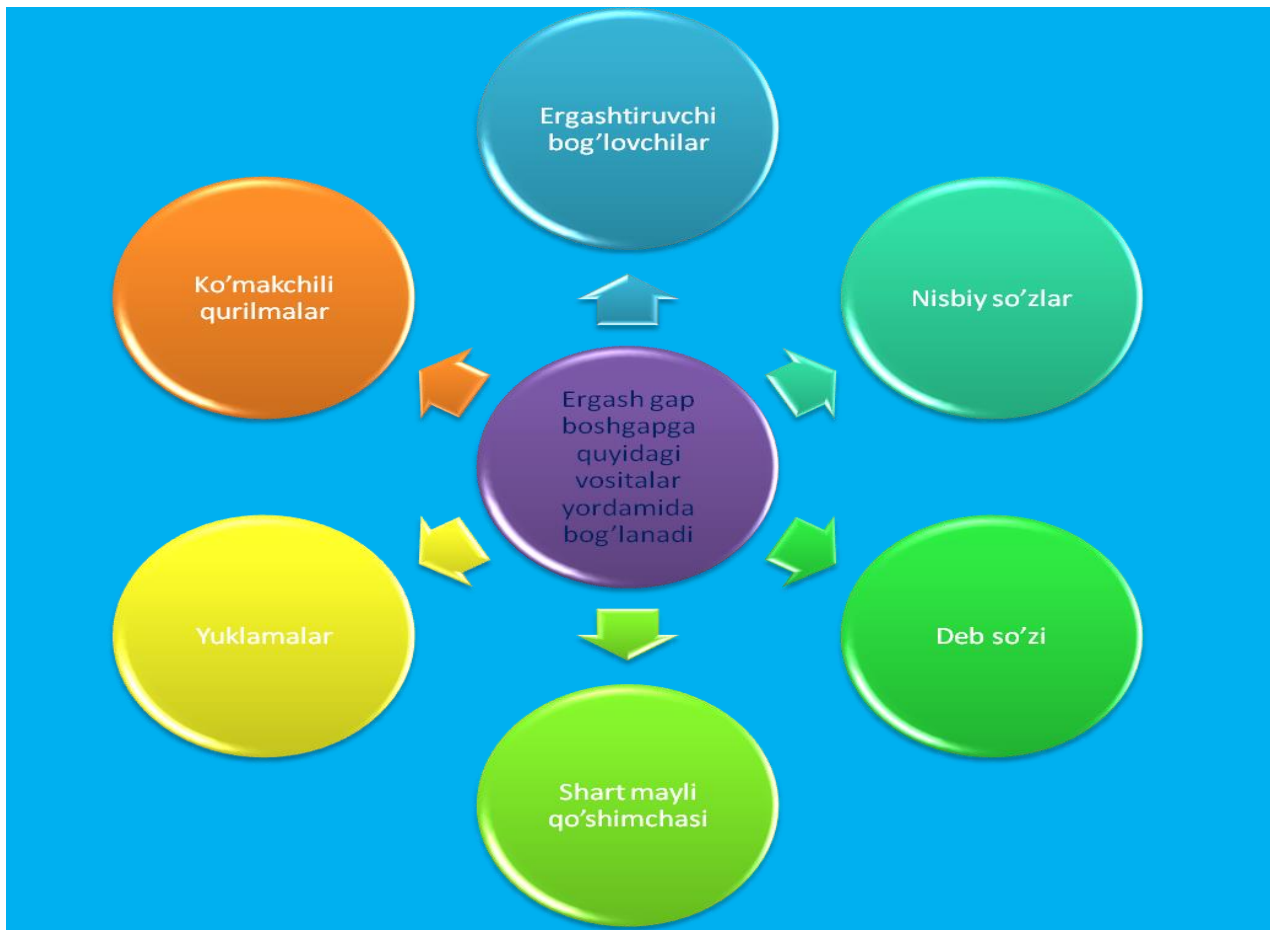 Ergashtiruvchi
bog’lovchilar
Nisbiy so’zlar
Deb so’zi
Shart mayli
qo’shimchasi
Yuklamalar
Ko’makchili
qurilmalar
Ergash gap
boshgapga
quyidagi
vositalar
yordamida
bog’lanadi